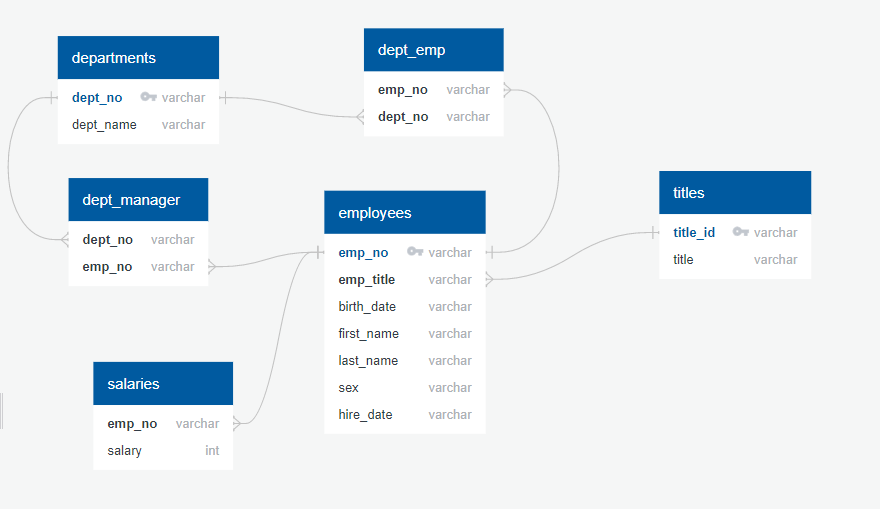 departments
dept_no varchar
dept_name varchar
dept_emp
emp_no varchar
dept_no varchar
dept_manager
dept_no varchar
emp_no varchar
employees
emp_no varchar
emp_title varchar
birth_date varchar
first_name varchar
last_name varchar
sex varchar
hire_date varchar
titles
title_id varchar
title varchar
salaries
emp_no varchar
salary int